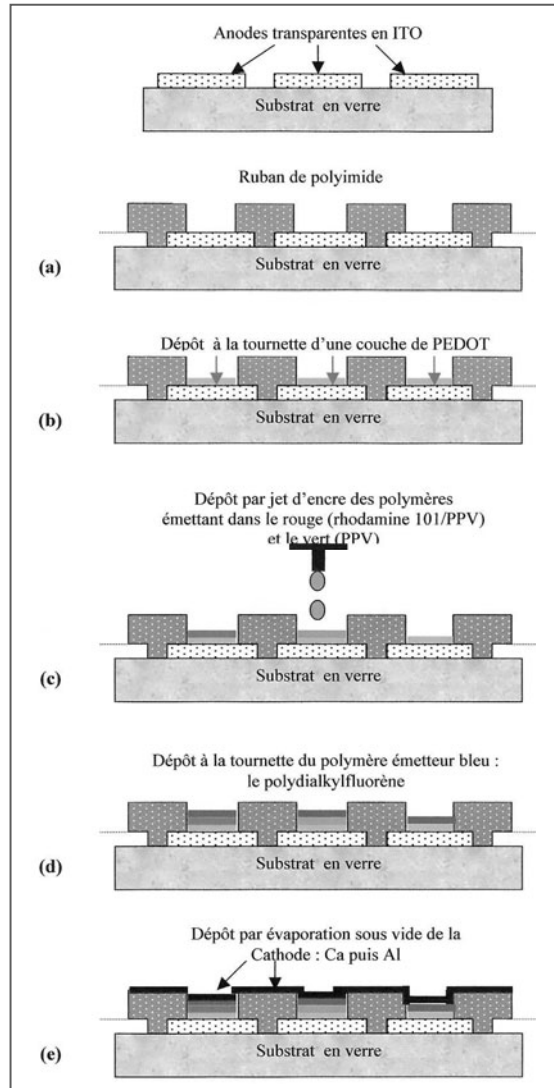 Anodes transparentes en ITO
Substrat en verre
Ruban de polyimide
Substrat en verre
(a)
Dépôt à la tournette d'une couche de PEDOT
Substrat en verre
(b)
Dépôt par jet d'encre des polymères
émettant dans le rouge (rhodamine 101/PPV)
et le vert (PPV)
Substrat en verre
(c)
Dépôt à la tournette du polymère émetteur bleu :
le polydialkylfluorène
Substrat en verre
(d)
Dépôt par évaporation sous vide de la
Cathode : Ca puis Al
Substrat en verre
(e)